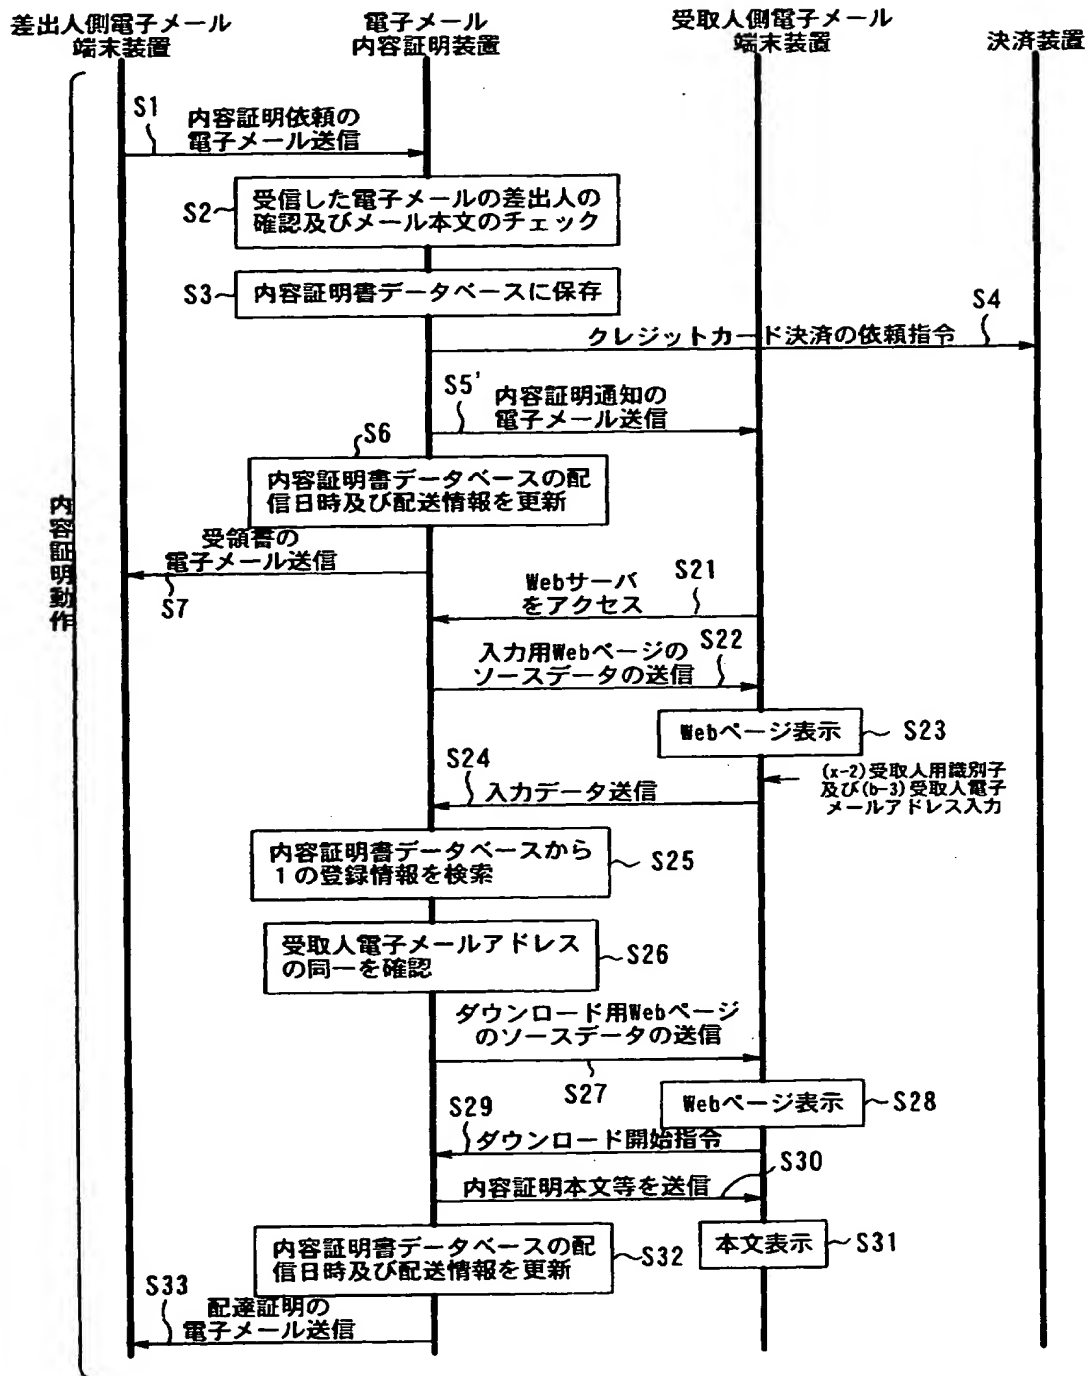 差出人側電子メール
端末装置
電子メール
内容証明装置
受取人側電子メール
端末装置
決済装置
内容証明動作
S1
内容証明依頼の
電子メール送信
S2
受信した電子メールの差出人の
確認及びメール本文のチェック
S3
内容証明書データベースに保存
S4
クレジットカード決済の依頼指令
S5'
内容証明通知の
電子メール送信
S6
内容証明書データベースの配
信日時及び配送情報を更新
受領書の
電子メール送信
S7
Webサーバ
をアクセス
S21
入力用Webページの
ソースデータの送信
S22
Webページ表示
S23
(x-2)受取人用識別子
及び(b-3)受取人電子
メールアドレス入力
S24
入力データ送信
内容証明書データベースから
1の登録情報を検索
S25
受取人電子メールアドレス
の同一を確認
S26
ダウンロード用Webページ
のソースデータの送信
S27
Webページ表示
S28
S29
ダウンロード開始指令
S30
内容証明本文等を送信
本文表示
S31
内容証明書データベースの配
信日時及び配送情報を更新
S32
S33
配達証明の
電子メール送信